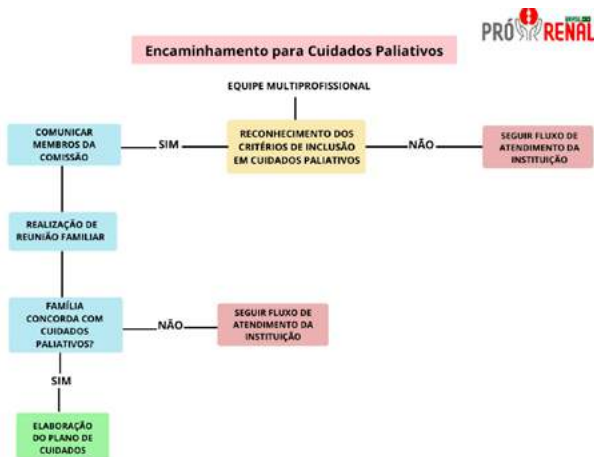 PRÓ RENAL
BRASIL
Encaminhamento para Cuidados Paliativos
EQUIPE MULTIPROFISSIONAL
COMUNICAR
MEMBROS DA
COMISSÃO
SIM
RECONHECIMENTO DOS
CRITÉRIOS DE INCLUSÃO
EM CUIDADOS PALIATIVOS
NÃO
SEGUIR FLUXO DE
ATENDIMENTO DA
INSTITUIÇÃO
REALIZAÇÃO DE
REUNIÃO FAMILIAR
FAMÍLIA
CONCORDA COM
CUIDADOS
PALIATIVOS?
NÃO
SEGUIR FLUXO DE
ATENDIMENTO DA
INSTITUIÇÃO
SIM
ELABORAÇÃO
DO PLANO DE
CUIDADOS